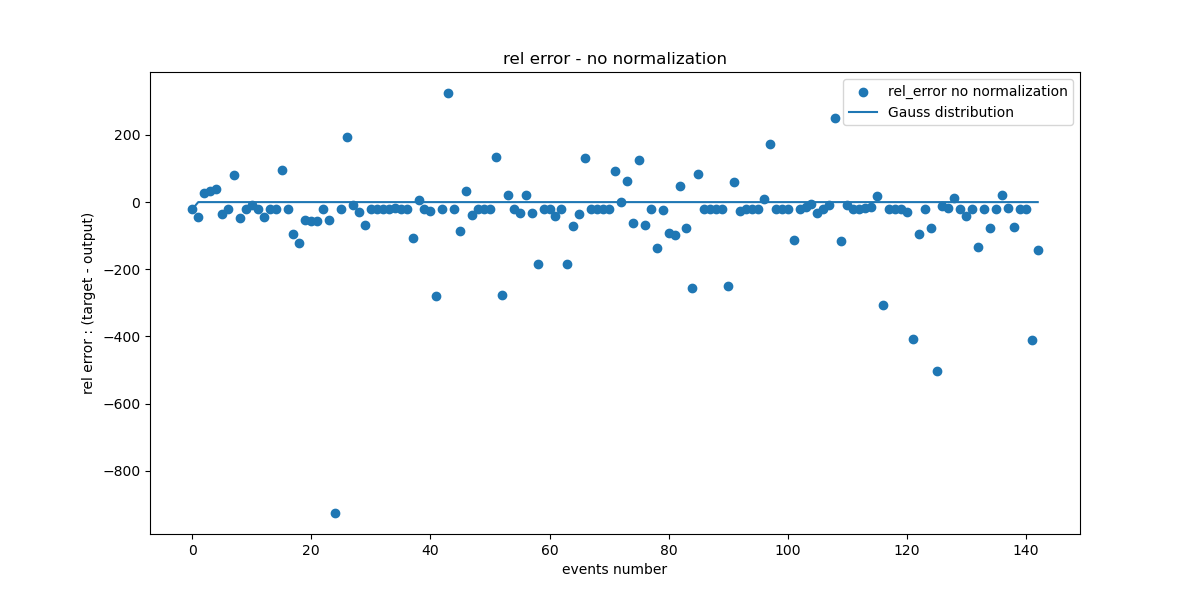 rel error - no normalization
rel_error no normalization
Gauss distribution
rel error : (target - output)
200
0
−200
−400
−600
−800
0 20 40 60 80 100 120 140
events number